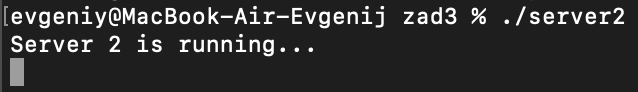 [evgeniy@MacBook-Air-Evgenij zad3 % ./server2
Server 2 is running...